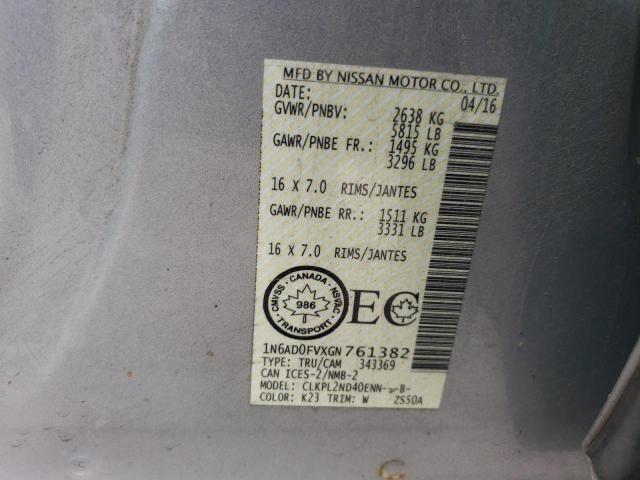 MFD BY NISSAN MOTOR CO., LTD.
DATE: 04/16
GVWR/PNBV: 2638 KG
5815 LB
GAWR/PNBE FR.: 1495 KG
3296 LB
16 X 7.0 RIMS/JANTES
GAWR/PNBE RR.: 1511 KG
3331 LB
16 X 7.0 RIMS/JANTES
CANADA
CMVSS NSVAC
986
TRANSPORT
EC
1N6AD0FVXGN761382
TYPE: TRU/CAM 343369
CAN ICES-2/NMB-2
MODEL: CLKPL2ND40ENN- -B-
COLOR: K23 TRIM: W ZS50A